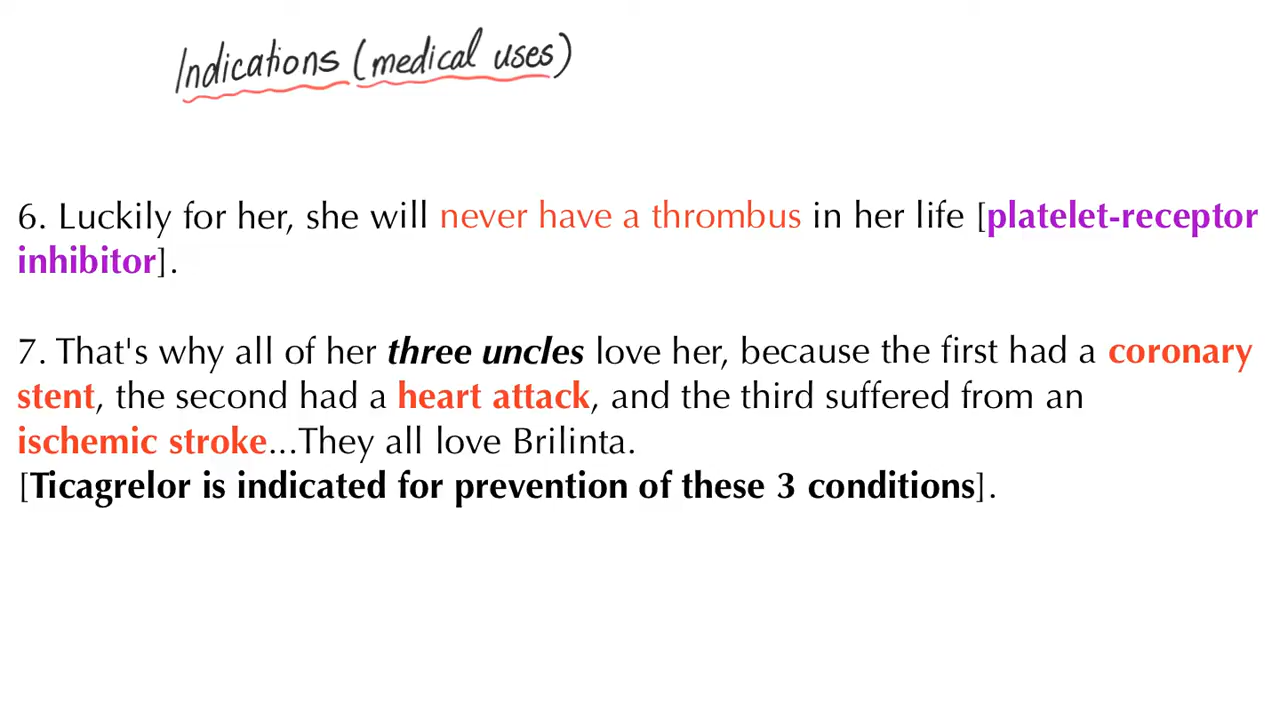 Indications (medical uses)
6. Luckily for her, she will never have a thrombus in her life [platelet-receptor
inhibitor].
7. That's why all of her three uncles love her, because the first had a coronary
stent, the second had a heart attack, and the third suffered from an
ischemic stroke...They all love Brilinta.
[Ticagrelor is indicated for prevention of these 3 conditions].